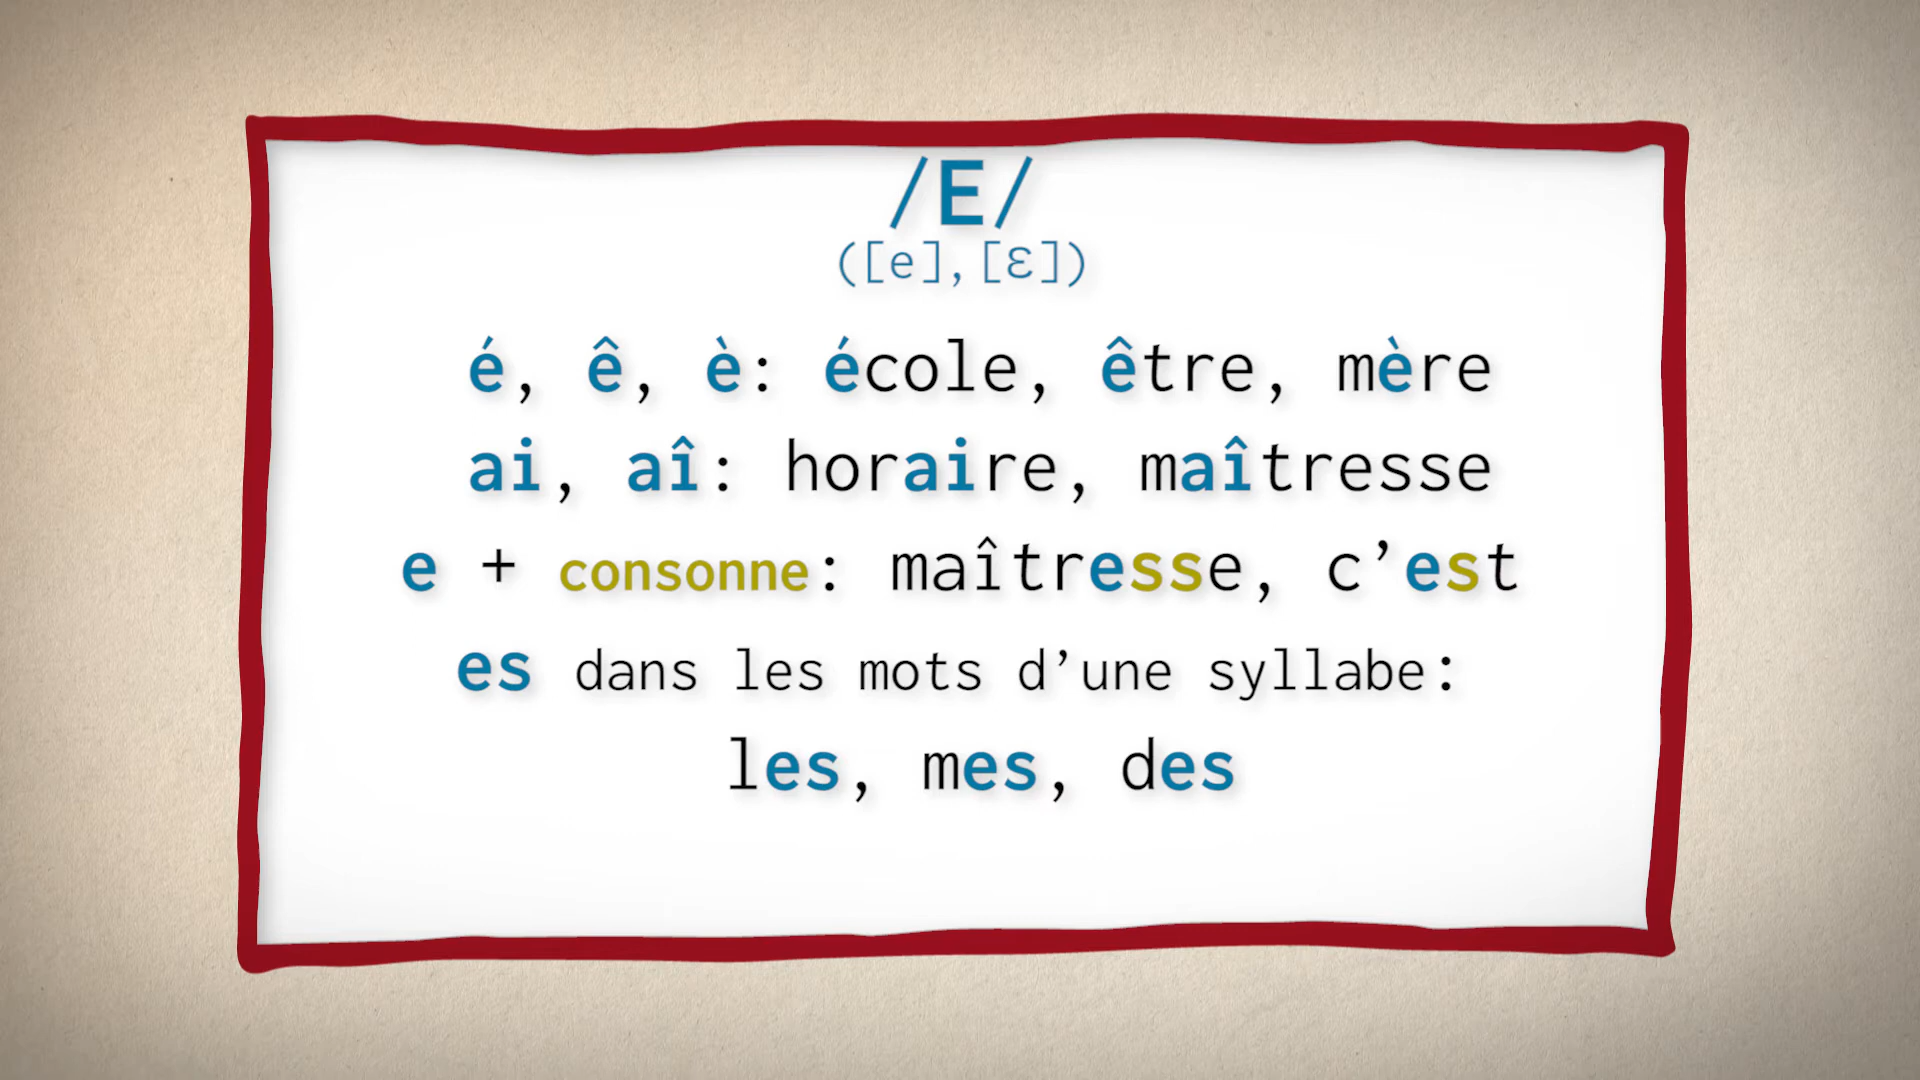 /E/
([e],[ɛ])
é, ê, è: école, être, mère
ai, aî: horaire, maîtresse
e + consonne: maîtresse, c’est
es dans les mots d’une syllabe:
les, mes, des